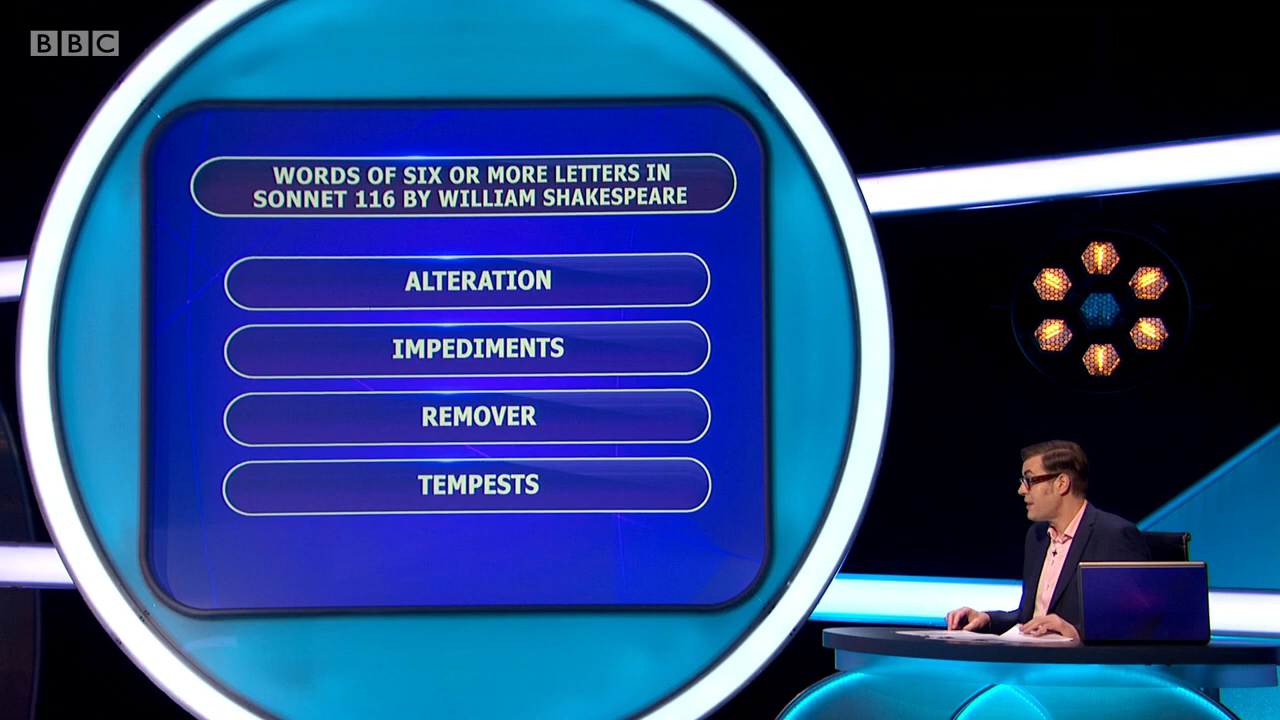 BBC
WORDS OF SIX OR MORE LETTERS IN
SONNET 116 BY WILLIAM SHAKESPEARE
ALTERATION
IMPEDIMENTS
REMOVER
TEMPESTS